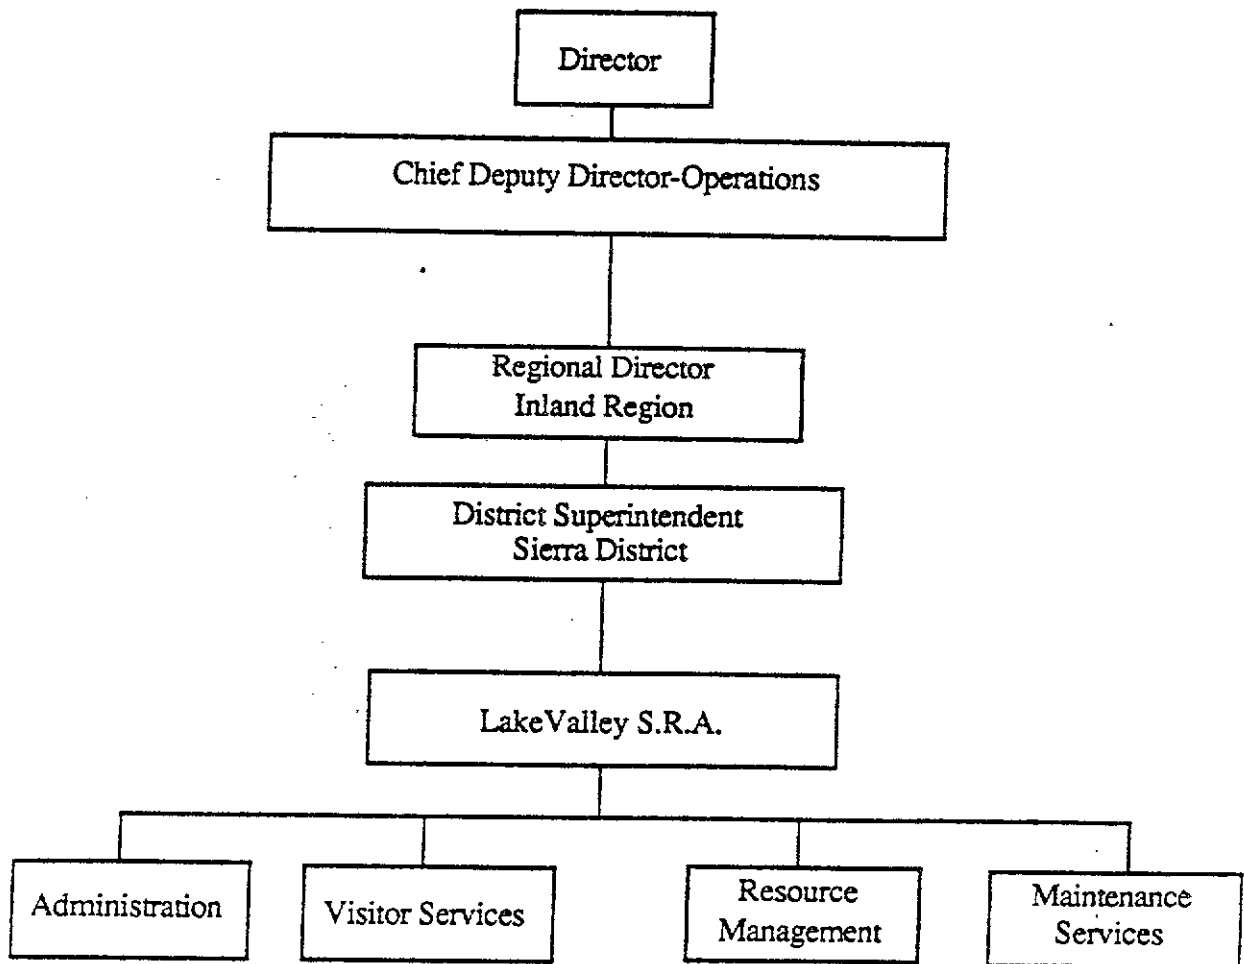 Director
Chief Deputy Director-Operations
Regional Director
Inland Region
District Superintendent
Sierra District
LakeValley S.R.A.
Administration
Visitor Services
Resource
Management
Maintenance
Services